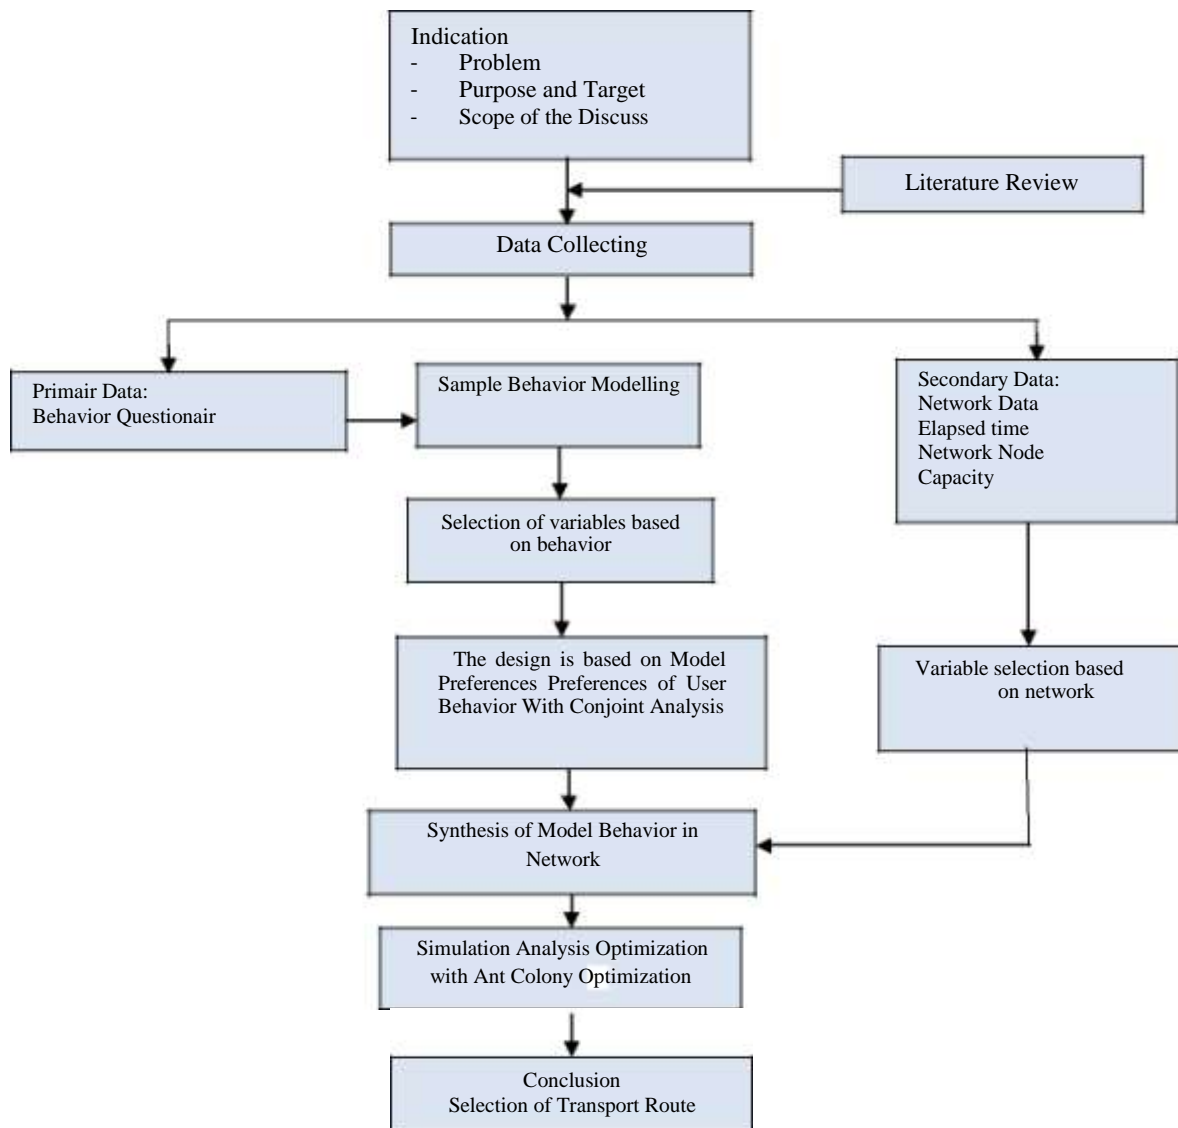 Indication
- Problem
- Purpose and Target
- Scope of the Discuss
Literature Review
Data Collecting
Primair Data:
Behavior Questionair
Sample Behavior Modelling
Secondary Data:
Network Data
Elapsed time
Network Node
Capacity
Selection of variables based
on behavior
The design is based on Model
Preferences Preferences of User
Behavior With Conjoint Analysis
Variable selection based
on network
Synthesis of Model Behavior in
Network
Simulation Analysis Optimization
with Ant Colony Optimization
Conclusion
Selection of Transport Route